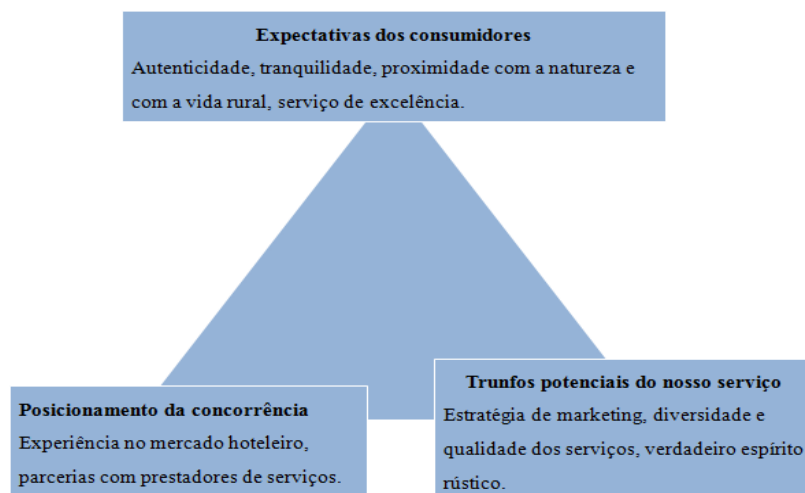 Expectativas dos consumidores
Autenticidade, tranquilidade, proximidade com a natureza e
com a vida rural, serviço de excelência.
Posicionamento da concorrência
Experiência no mercado hoteleiro,
parcerias com prestadores de serviços.
Trunfos potenciais do nosso serviço
Estratégia de marketing, diversidade e
qualidade dos serviços, verdadeiro espírito
rústico.